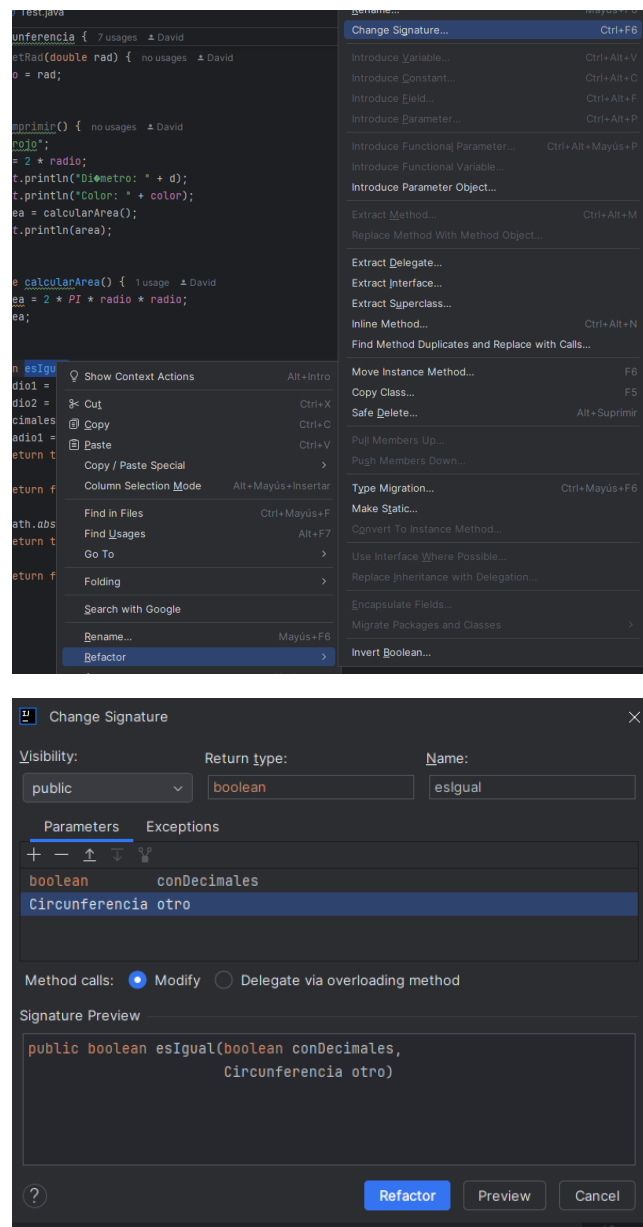 Test.java
unferencia { 7 usages David
etRad(double rad) { no usages David
o = rad;
mprimir() { no usages David
rojo";
= 2 * radio;
t.println("Di�metro: " + d);
t.println("Color: " + color);
ea = calcularArea();
t.println(area);
e calcularArea() { 1 usage David
ea = 2 * PI * radio * radio;
ea;
n esIgu
dio1 =
dio2 =
cimales
adio1 =
eturn t
eturn f
ath.abs
eturn t
eturn f
Show Context Actions Alt+Intro
Cut Ctrl+X
Copy Ctrl+C
Paste Ctrl+V
Copy / Paste Special
Column Selection Mode Alt+Mayús+Insertar
Find in Files Ctrl+Mayús+F
Find Usages Alt+F7
Go To
Folding
Search with Google
Rename... Mayús+F6
Refactor
Rename... Mayús+F6
Change Signature... Ctrl+F6
Introduce Variable... Ctrl+Alt+V
Introduce Constant... Ctrl+Alt+C
Introduce Field... Ctrl+Alt+F
Introduce Parameter... Ctrl+Alt+P
Introduce Functional Parameter... Ctrl+Alt+Mayús+P
Introduce Functional Variable...
Introduce Parameter Object...
Extract Method... Ctrl+Alt+M
Replace Method With Method Object...
Extract Delegate...
Extract Interface...
Extract Superclass...
Inline Method... Ctrl+Alt+N
Find Method Duplicates and Replace with Calls...
Move Instance Method... F6
Copy Class... F5
Safe Delete... Alt+Suprimir
Pull Members Up...
Push Members Down...
Type Migration... Ctrl+Mayús+F6
Make Static...
Convert To Instance Method...
Use Interface Where Possible...
Replace Inheritance with Delegation...
Encapsulate Fields...
Migrate Packages and Classes
Invert Boolean...
Change Signature
Visibility: Return type: Name:
public boolean esIgual
Parameters Exceptions
boolean conDecimales
Circunferencia otro
Method calls: Modify Delegate via overloading method
Signature Preview
public boolean esIgual(boolean conDecimales,
Circunferencia otro)
? Refactor Preview Cancel